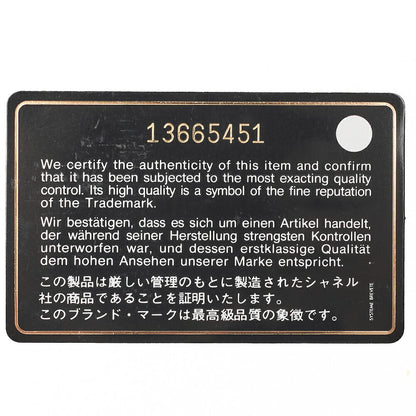 13665451
We certify the authenticity of this item and confirm
that it has been subjected to the most exacting quality
control. Its high quality is a symbol of the fine reputation
of the Trademark.
Wir bestätigen, dass es sich um einen Artikel handelt,
der während seiner Herstellung strengsten Kontrollen
unterworfen war, und dessen erstklassige Qualität
dem hohen Ansehen unserer Marke entspricht.
この製品は厳しい管理のもとに製造されたシャネル
社の商品であることを証明いたします。
このブランド・マークは最高級品質の象徴です。
SYSTEME BREVETE